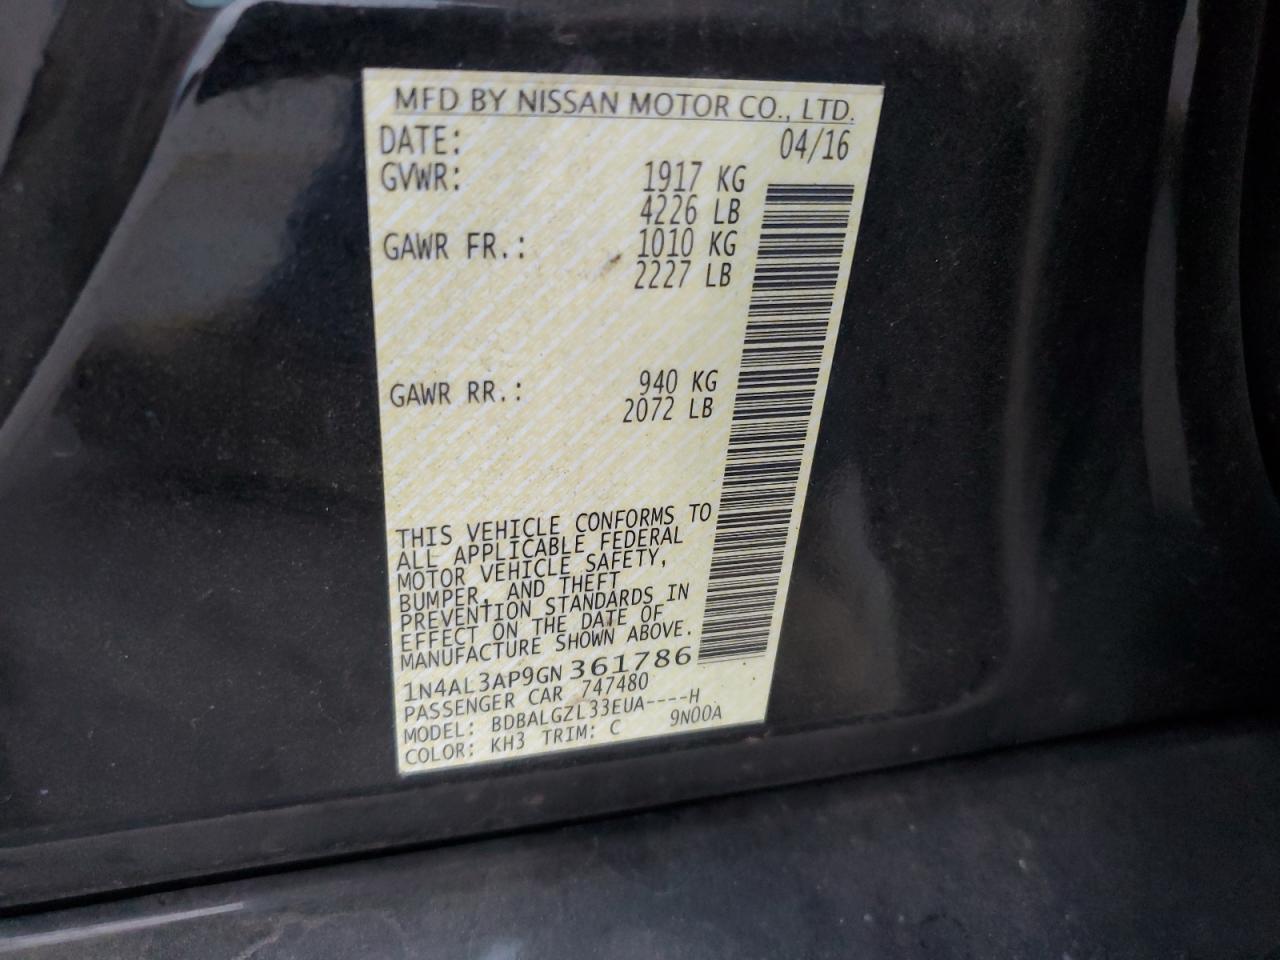 MFD BY NISSAN MOTOR CO., LTD.
DATE: 04/16
GVWR: 1917 KG
4226 LB
GAWR FR.: 1010 KG
2227 LB
GAWR RR.: 940 KG
2072 LB
THIS VEHICLE CONFORMS TO
ALL APPLICABLE FEDERAL
MOTOR VEHICLE SAFETY,
BUMPER, AND THEFT
PREVENTION STANDARDS IN
EFFECT ON THE DATE OF
MANUFACTURE SHOWN ABOVE.
1N4AL3AP9GN 361786
PASSENGER CAR 747480
MODEL: BDBALGZL33EUA----H
COLOR: KH3 TRIM: C 9N00A